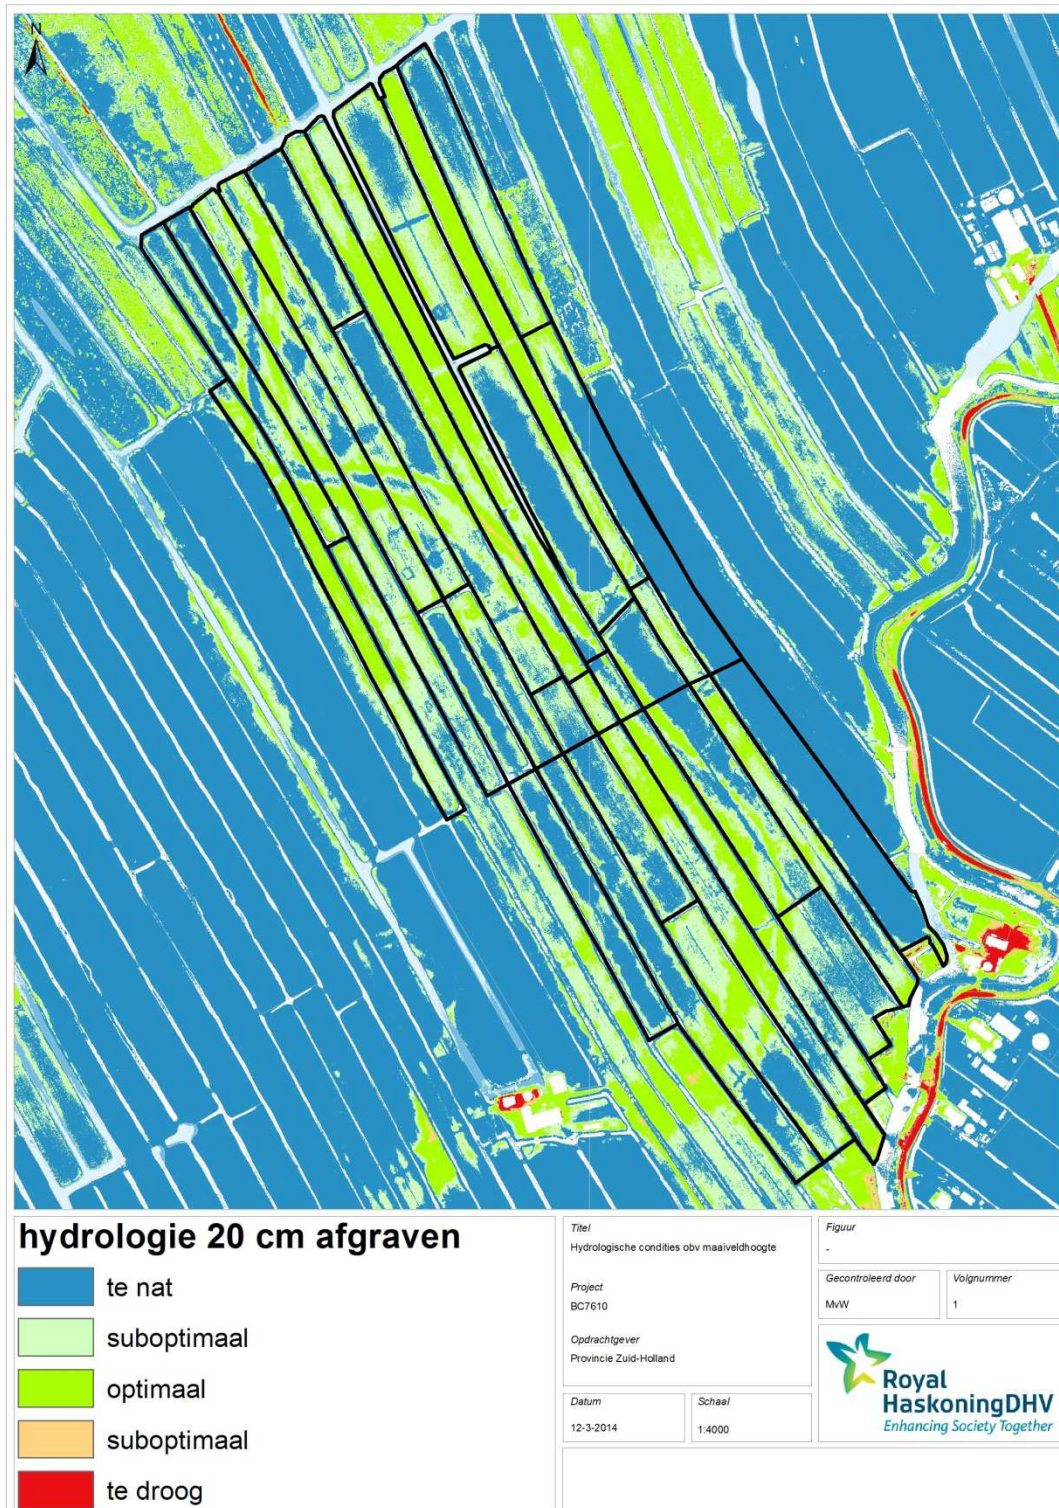 N
hydrologie 20 cm afgraven
te nat
suboptimaal
optimaal
suboptimaal
te droog
Titel
Hydrologische condities obv maaiveldhoogte
Project
BC7610
Opdrachtgever
Provincie Zuid-Holland
Datum
12-3-2014
Schaal
1:4000
Figuur
-
Gecontroleerd door
MvW
Volgnummer
1
Royal
HaskoningDHV
Enhancing Society Together